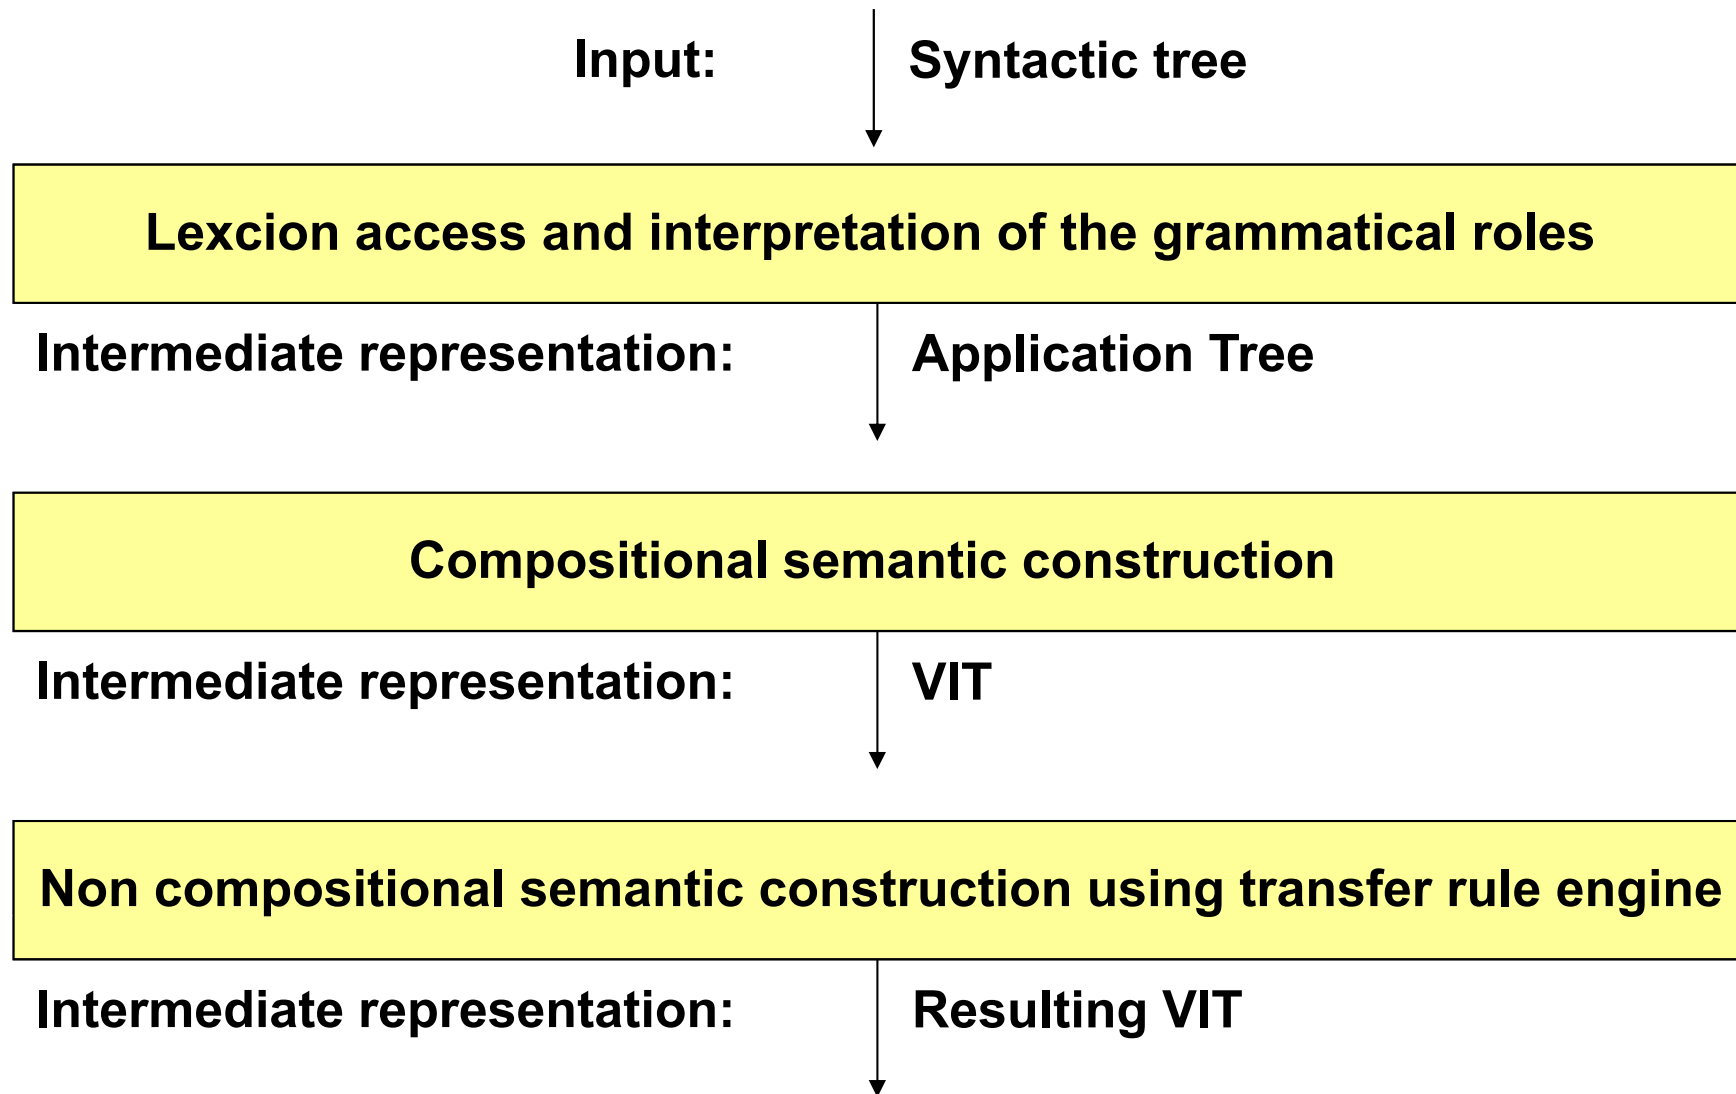 Input: Syntactic tree
Lexcion access and interpretation of the grammatical roles
Intermediate representation: Application Tree
Compositional semantic construction
Intermediate representation: VIT
Non compositional semantic construction using transfer rule engine
Intermediate representation: Resulting VIT